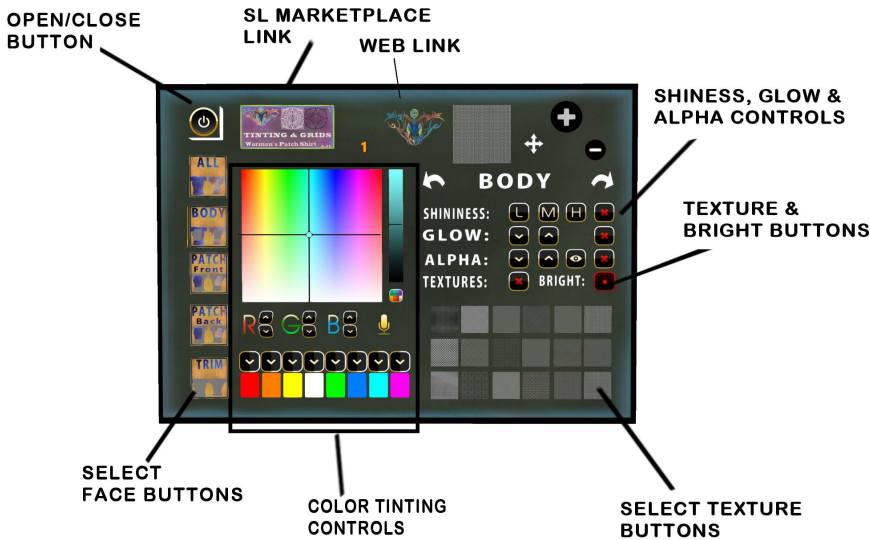 OPEN/CLOSE
BUTTON
SL MARKETPLACE
LINK
WEB LINK
SHINESS, GLOW &
ALPHA CONTROLS
TEXTURE &
BRIGHT BUTTONS
TINTING & GRIDS
Women's Patch Shirt
1
ALL
BODY
PATCH
Front
PATCH
Back
TRIM
BODY
SHININESS: L M H
GLOW:
ALPHA:
TEXTURES: BRIGHT:
R G B
SELECT
FACE BUTTONS
COLOR TINTING
CONTROLS
SELECT TEXTURE
BUTTONS